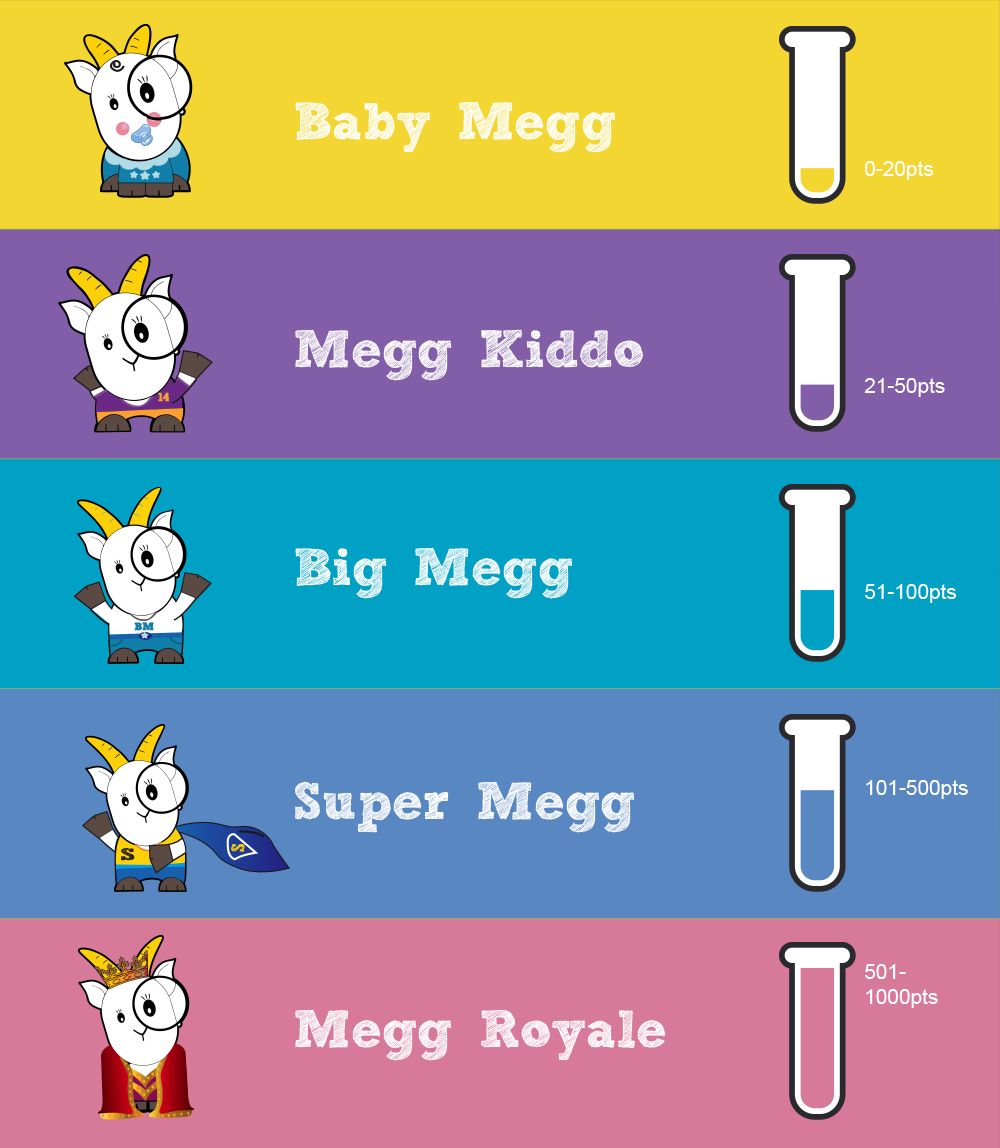 Baby Megg
0-20pts
Megg Kiddo
14
21-50pts
Big Megg
BM
51-100pts
Super Megg
S
S
101-500pts
Megg Royale
501-
1000pts